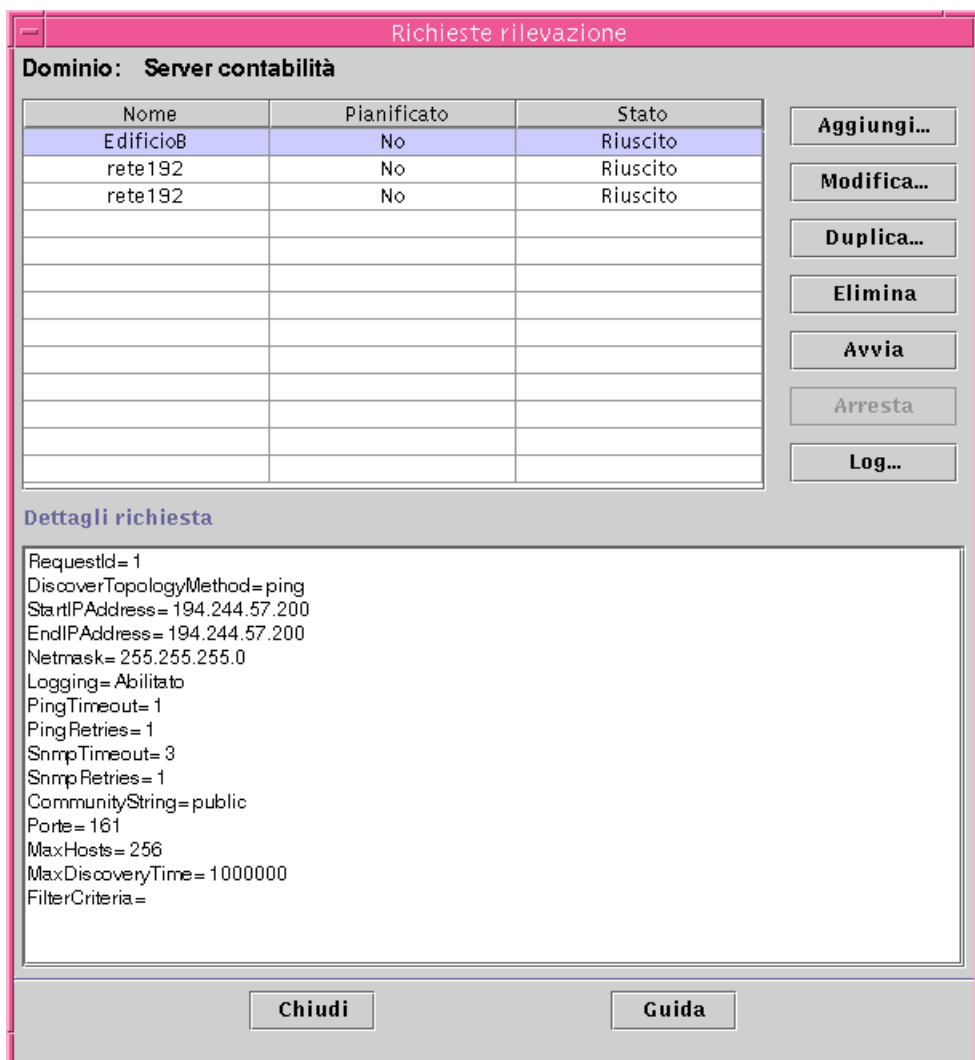 Richieste rilevazione
Dominio: Server contabilità
Nome Pianificato Stato
EdificioB No Riuscito
rete192 No Riuscito
rete192 No Riuscito
Aggiungi...
Modifica...
Duplica...
Elimina
Avvia
Arresta
Log...
Dettagli richiesta
RequestId=1
DiscoverTopologyMethod=ping
StartIPAddress=194.244.57.200
EndIPAddress=194.244.57.200
Netmask=255.255.255.0
Logging=Abilitato
PingTimeout=1
PingRetries=1
SnmpTimeout=3
SnmpRetries=1
CommunityString=public
Porte=161
MaxHosts=256
MaxDiscoveryTime=1000000
FilterCriteria=
Chiudi Guida